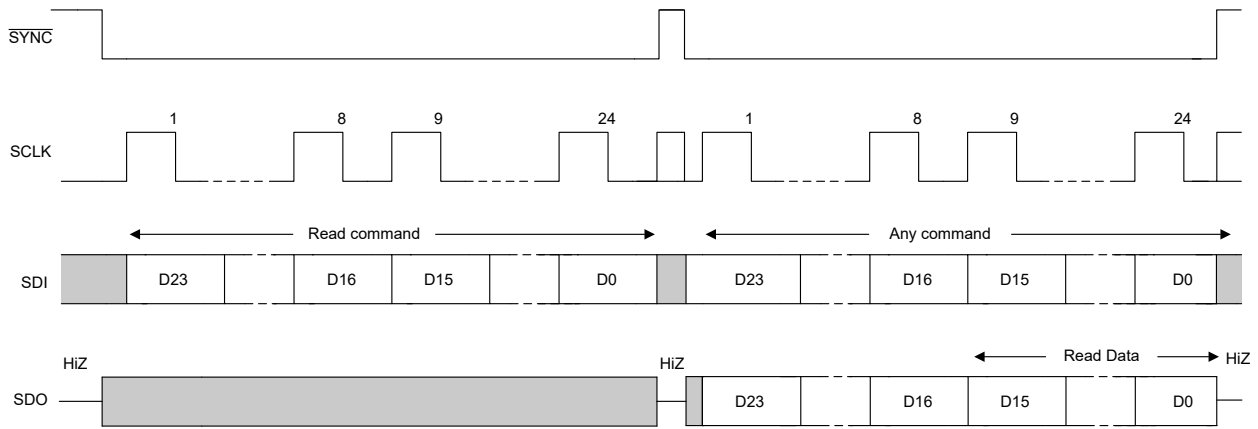 SYNC
1 8 9 24 1 8 9 24
SCLK
Read command Any command
SDI D23 D16 D15 D0 D23 D16 D15 D0
HiZ HiZ Read Data HiZ
SDO D23 D16 D15 D0